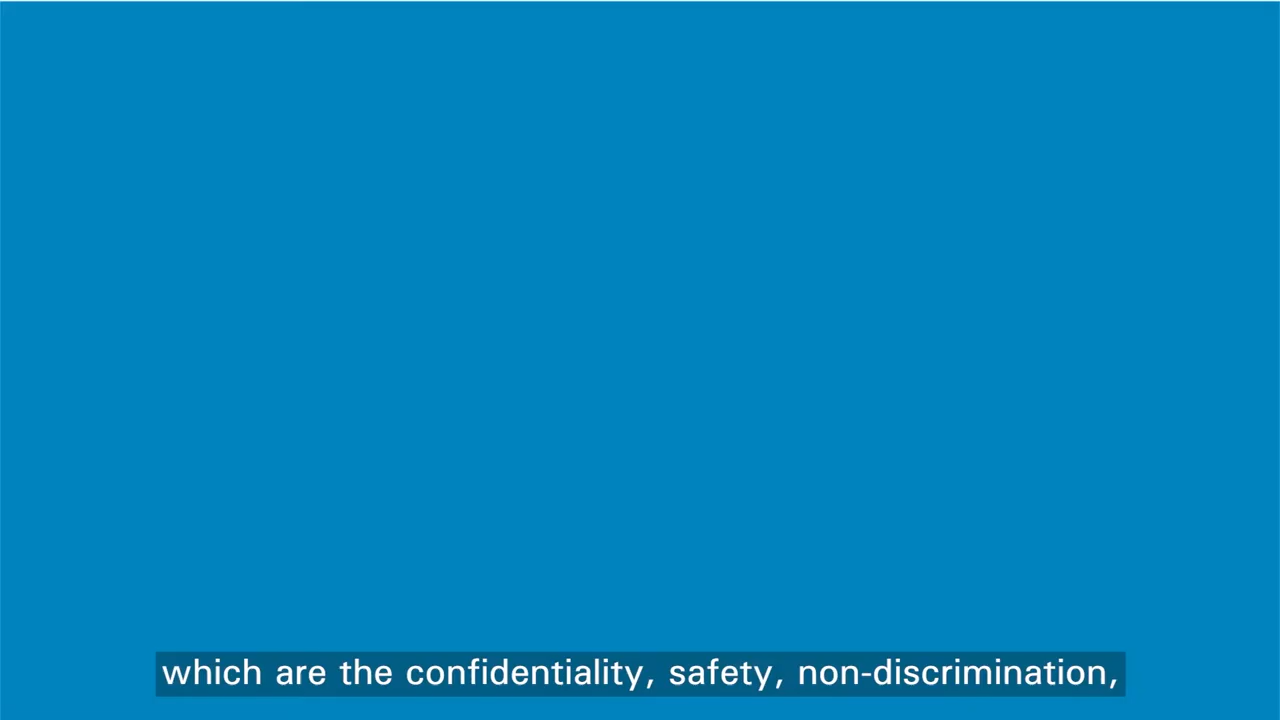 which are the confidentiality, safety, non-discrimination,